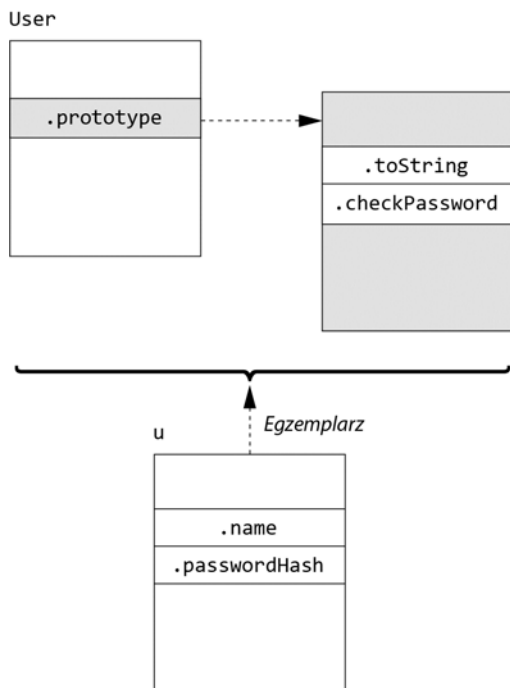 User
.prototype
.toString
.checkPassword
Egzemplarz
u
.name
.passwordHash